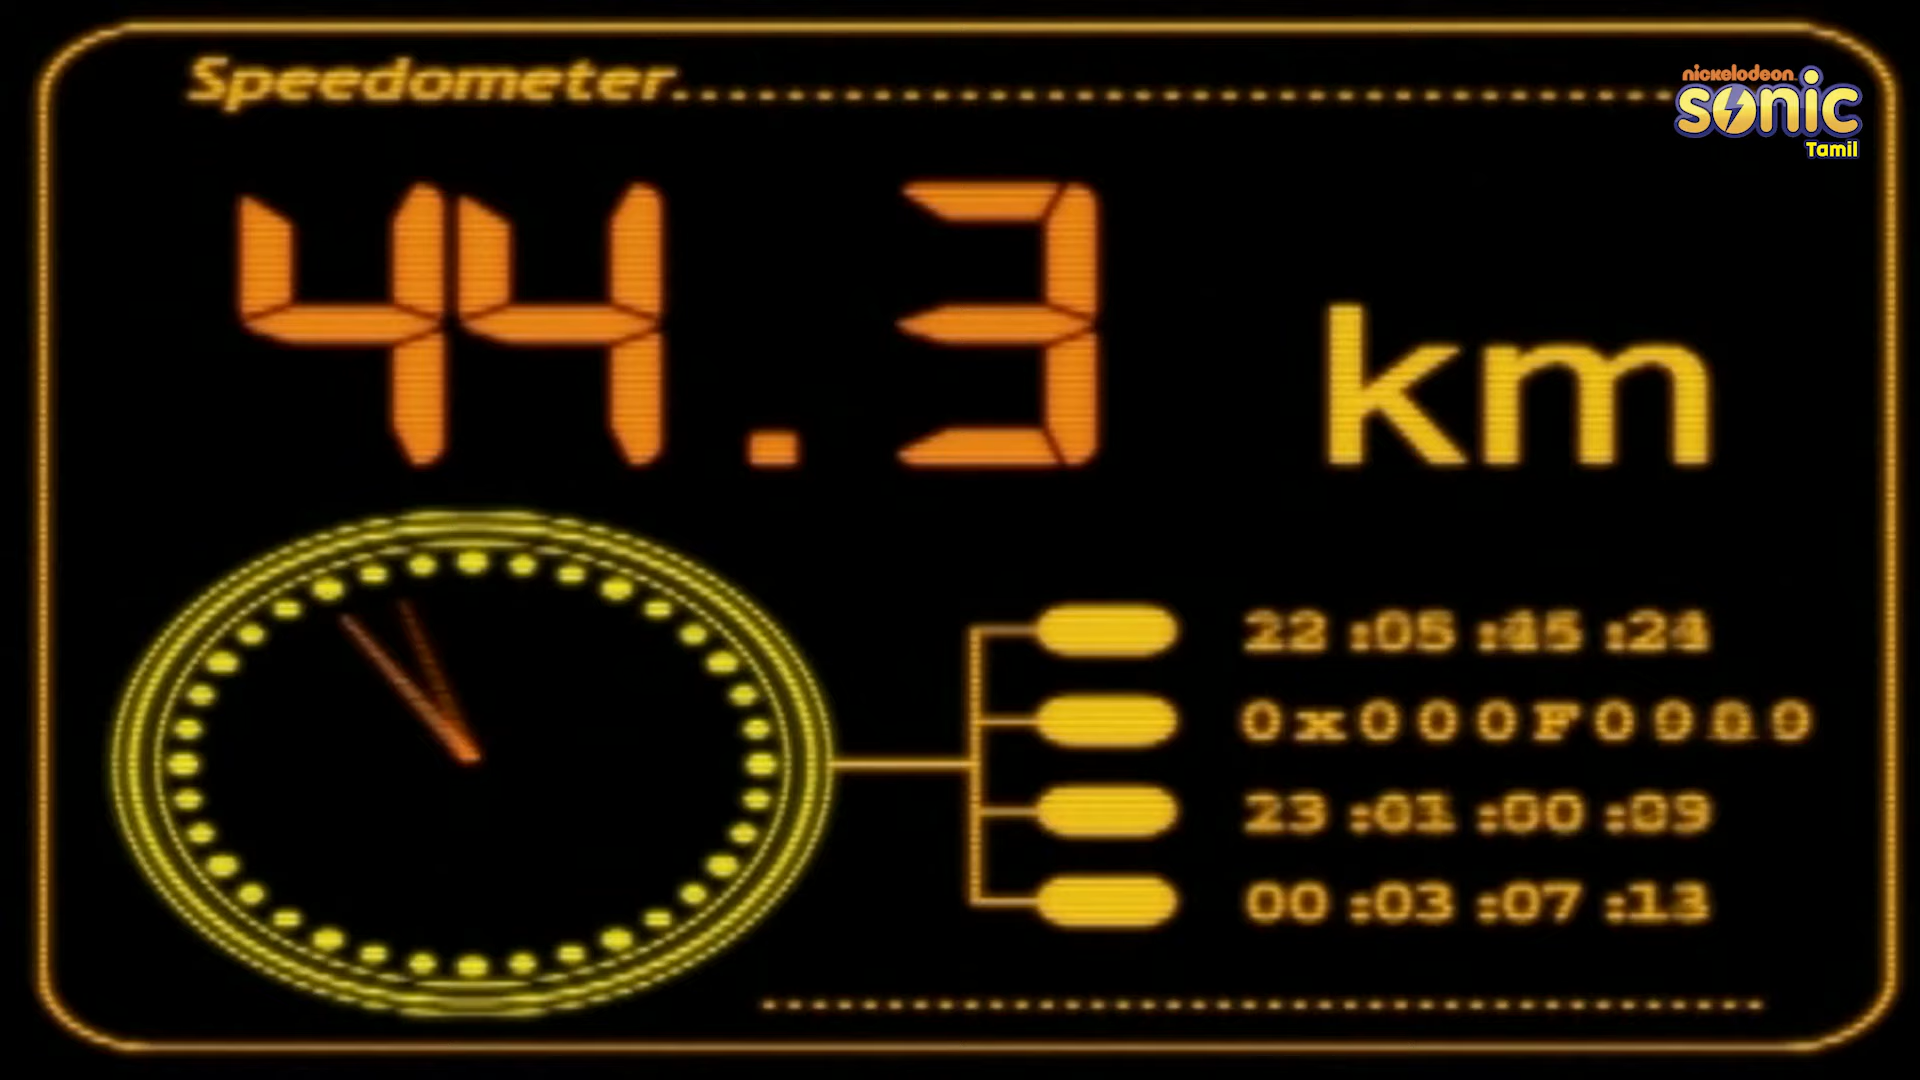 Speedometer
nickelodeon
sonic
Tamil
44.3 km
22 :05 :45 :24
0x000F0
23 :01 :00 :09
00 :03 :07 :13